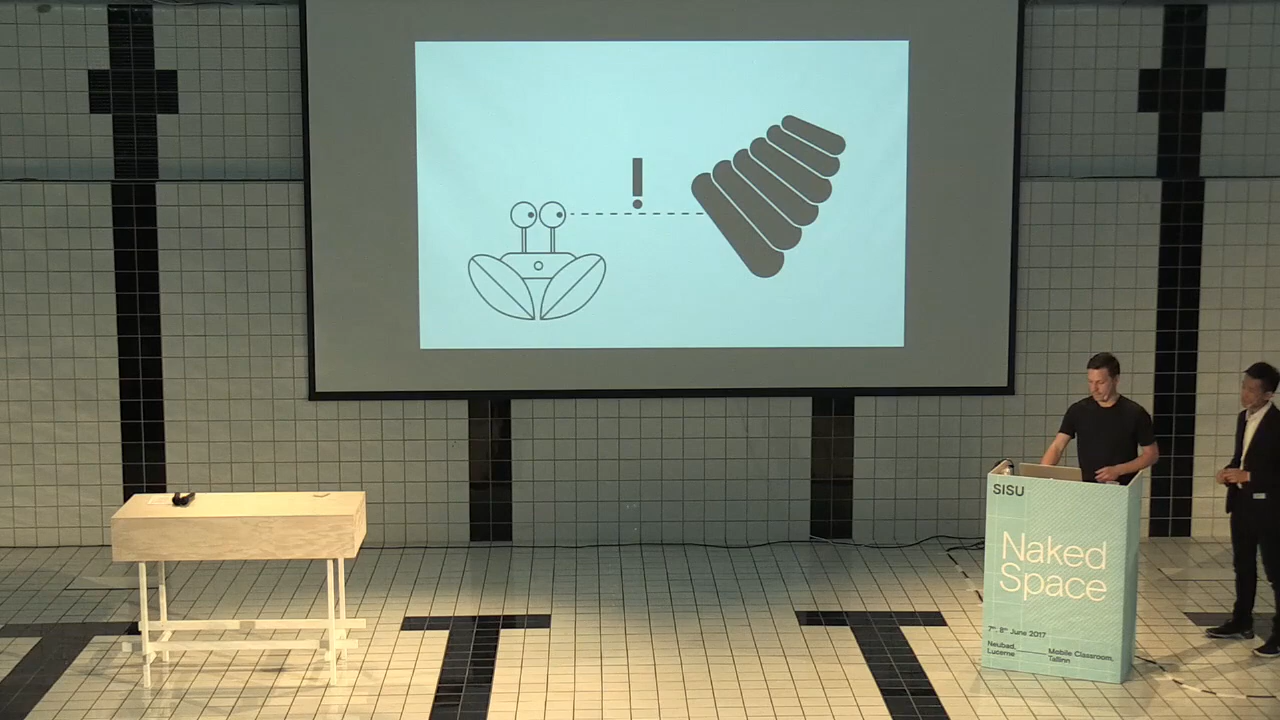 !
SISU
Naked
Space
7th, 8th June 2017
Neubad, Mobile Classroom,
Lucerne Tallinn